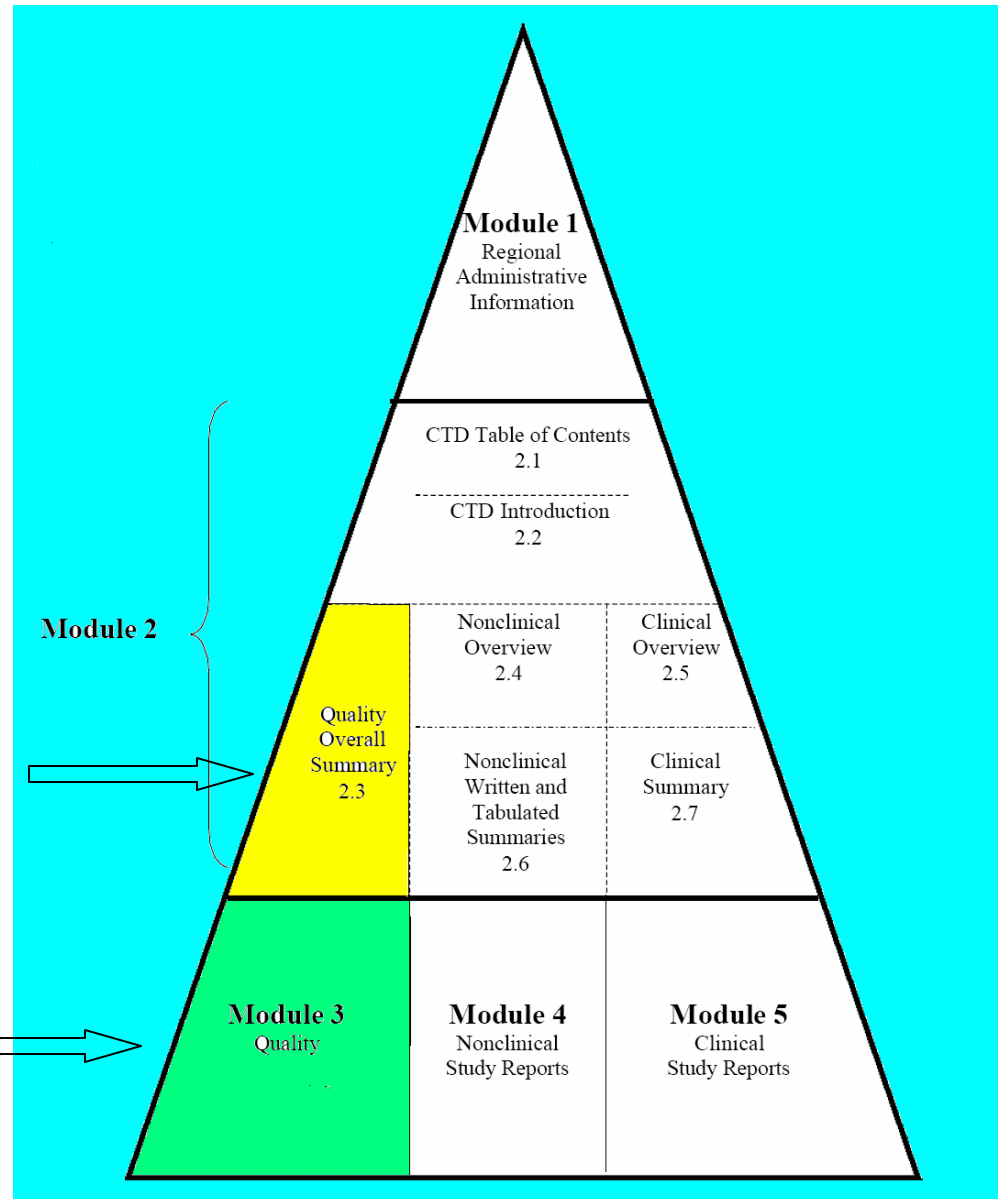 Module 1
Regional
Administrative
Information
CTD Table of Contents
2.1
CTD Introduction
2.2
Module 2
Nonclinical
Overview
2.4
Clinical
Overview
2.5
Quality
Overall
Summary
2.3
Nonclinical
Written and
Tabulated
Summaries
2.6
Clinical
Summary
2.7
Module 3
Quality
Module 4
Nonclinical
Study Reports
Module 5
Clinical
Study Reports